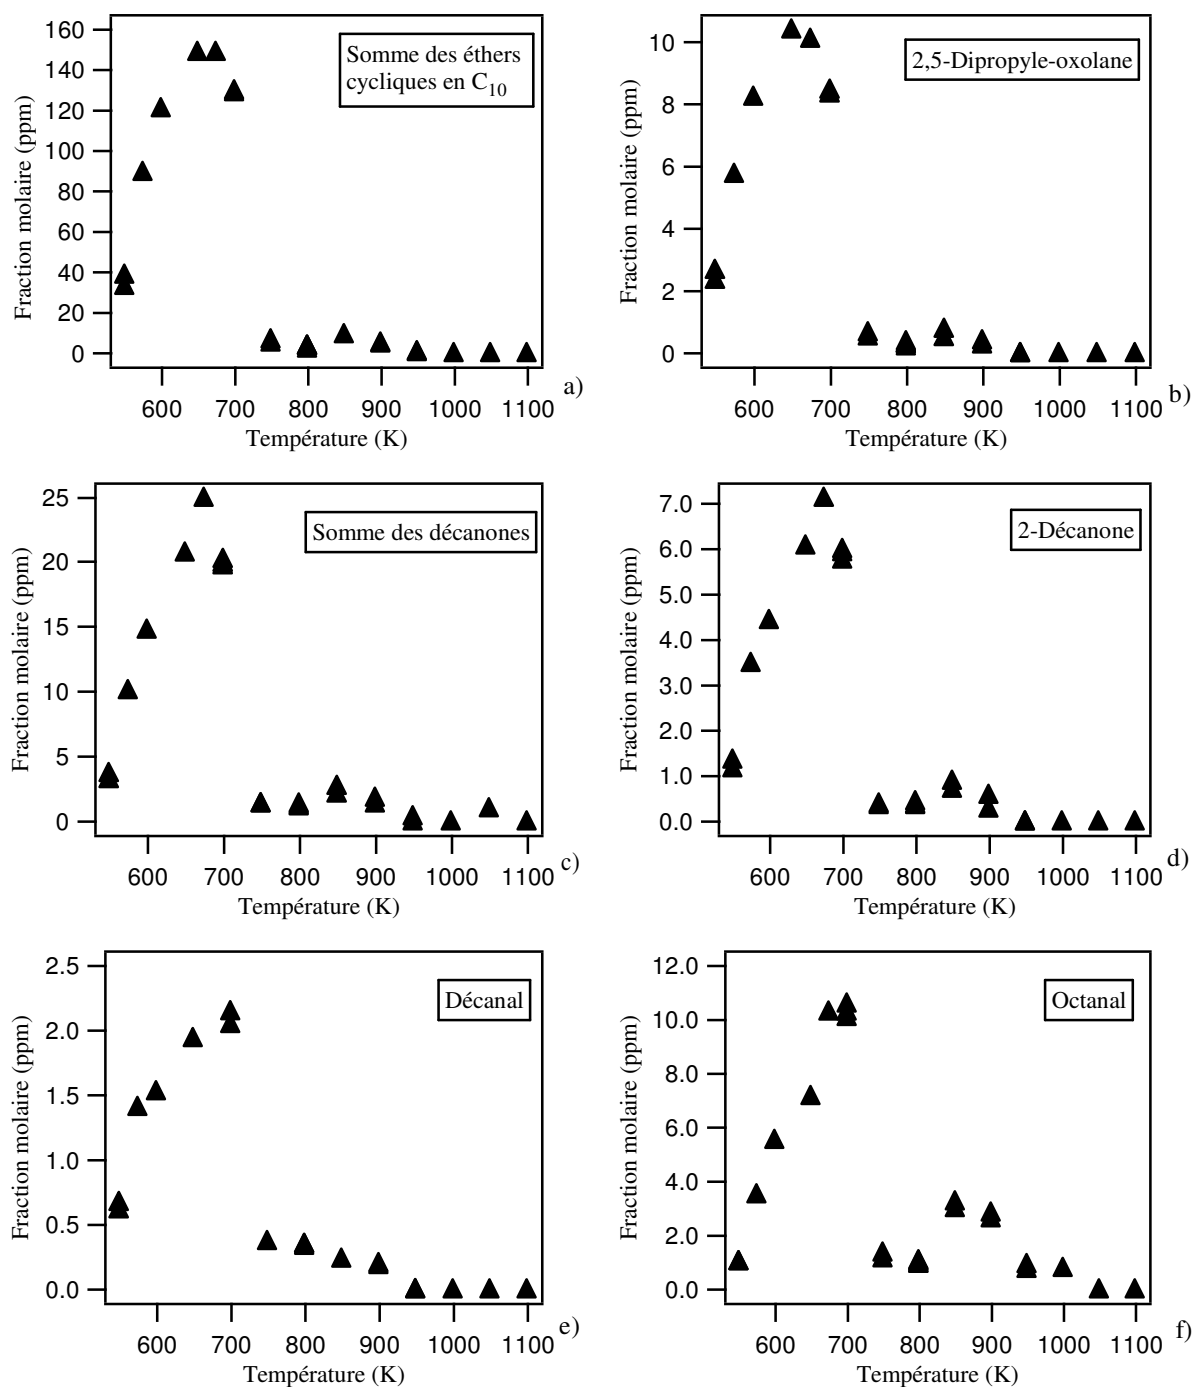 160
140
120
100
80
60
40
20
0
Fraction molaire (ppm)
Somme des éthers
cycliques en C10
600 700 800 900 1000 1100
Température (K)
a)
10
8
6
4
2
0
Fraction molaire (ppm)
2,5-Dipropyle-oxolane
600 700 800 900 1000 1100
Température (K)
b)
25
20
15
10
5
0
Fraction molaire (ppm)
Somme des décanones
600 700 800 900 1000 1100
Température (K)
c)
7.0
6.0
5.0
4.0
3.0
2.0
1.0
0.0
Fraction molaire (ppm)
2-Décanone
600 700 800 900 1000 1100
Température (K)
d)
2.5
2.0
1.5
1.0
0.5
0.0
Fraction molaire (ppm)
Décanal
600 700 800 900 1000 1100
Température (K)
e)
12.0
10.0
8.0
6.0
4.0
2.0
0.0
Fraction molaire (ppm)
Octanal
600 700 800 900 1000 1100
Température (K)
f)